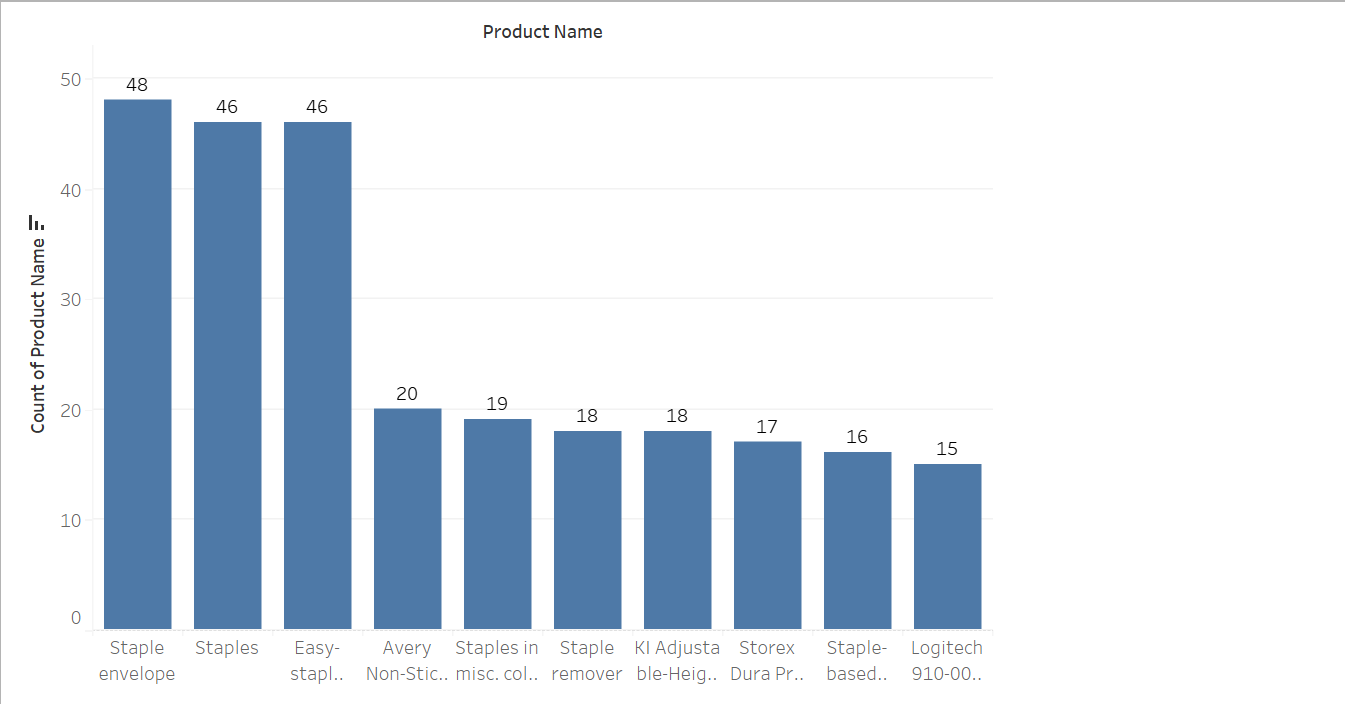 Product Name
Count of Product Name
50
40
30
20
10
0
48
46
46
20
19
18
18
17
16
15
Staple
envelope
Staples
Easy-
stapl..
Avery
Non-Stic..
Staples in
misc. col..
Staple
remover
KI Adjusta
ble-Heig..
Storex
Dura Pr..
Staple-
based..
Logitech
910-00..